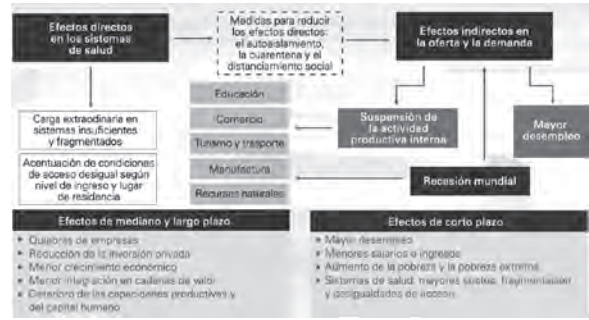 Efectos directos
en los sistemas
de salud
Medidas para reducir
los efectos directos:
el autoaislamiento,
la cuarentena y el
distanciamiento social
Efectos indirectos en
la oferta y la demanda
Carga extraodinaria en
sistemas insuficientes
y fragmentados
Acentuación de condiciones
de acceso desigual según
nivel de ingreso y lugar
de residencia
Educación
Comercio
Turismo y trasporte
Manufactura
Recursos naturales
Suspensión de
la actividad
productiva interna
Mayor
desempleo
Recesión mundial
Efectos de mediano y largo plazo
Quiebras de empresas
Reducción de la inversión privada
Menor crecimiento económico
Menor integración en cadenas de valor
Deterioro de las capacidades productivas y
del capital humano
Efectos de corto plazo
Mayor desempleo
Menores salarios e ingresos
Aumento de la pobreza y la pobreza extrema
Sistemas de salud: mayores costos, fragmentación
y desigualdades de acceso